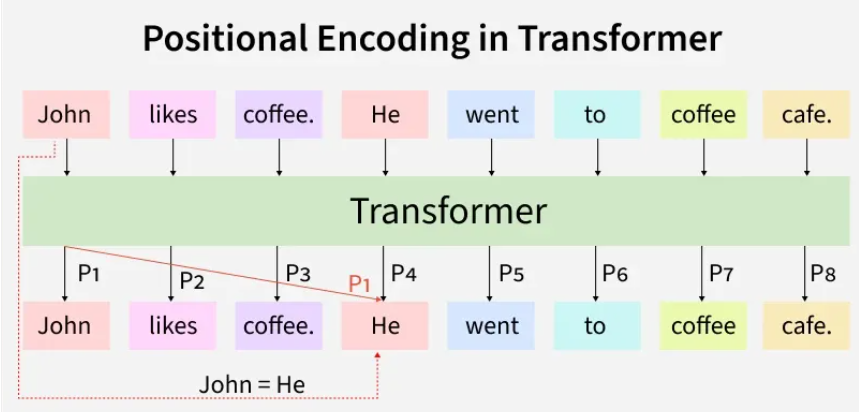 Positional Encoding in Transformer
John likes coffee. He went to coffee cafe.
Transformer
P1 P2 P3 P1 P4 P5 P6 P7 P8
John likes coffee. He went to coffee cafe.
John = He